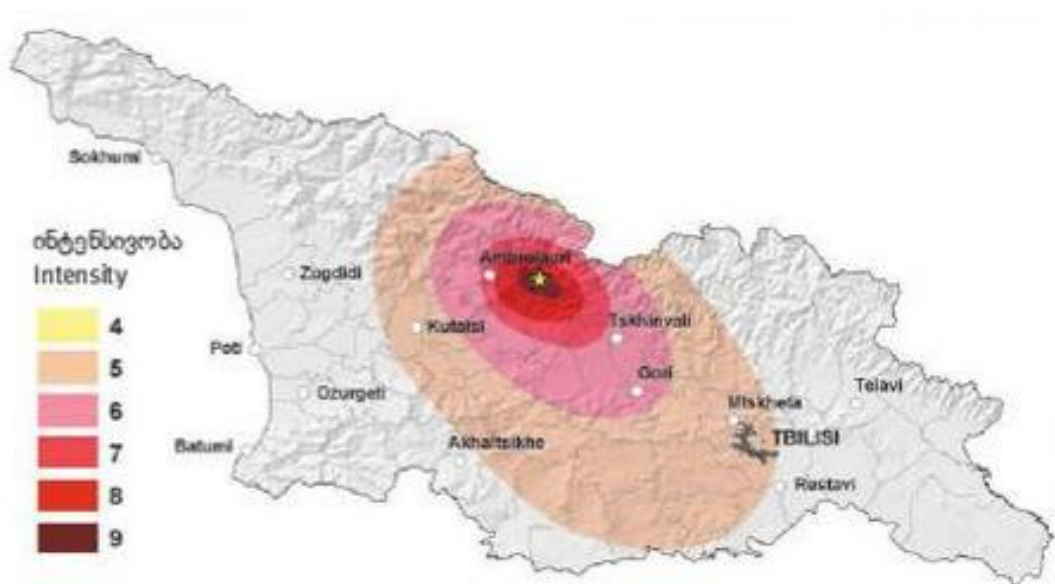 Sokhumi
Ambrolauri
Zugdidi
Kutaisi
Tskhinvali
Poti
Gori
Ozurgeti
Telavi
Mtskheta
Batumi
Akhaltsikhe
TBILISI
Rustavi
ინტენსივობა
Intensity
4
5
6
7
8
9